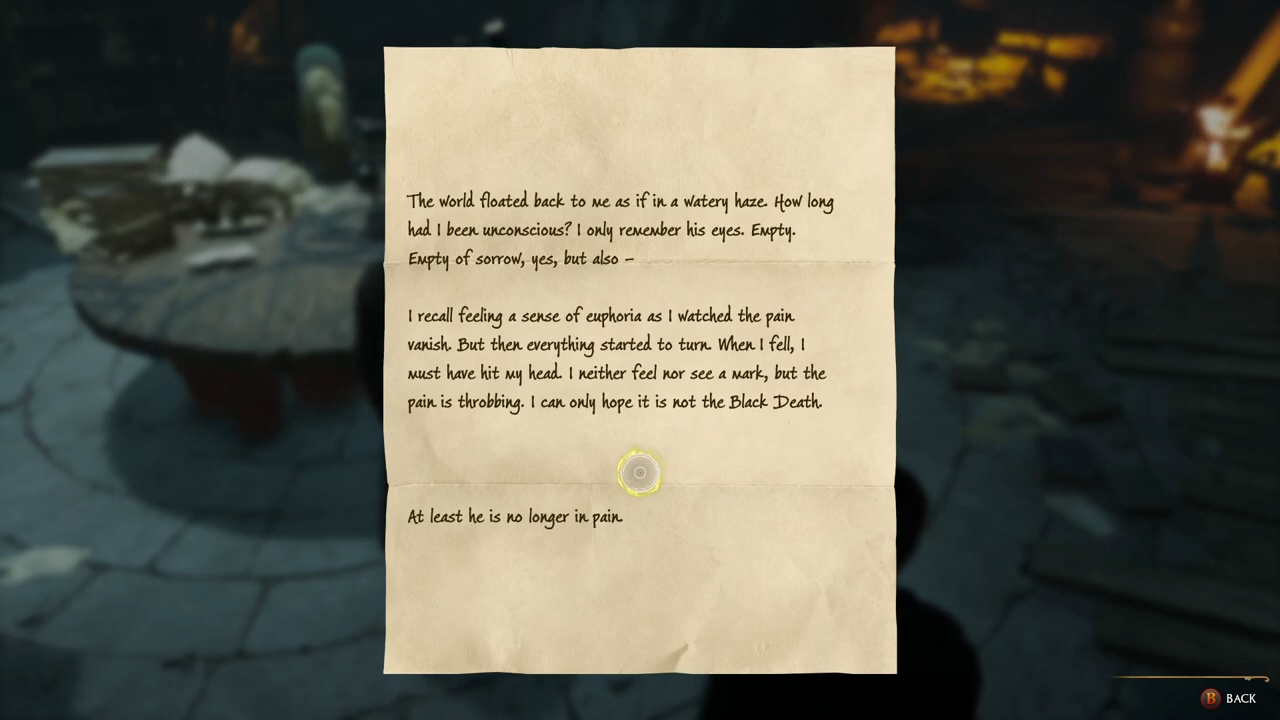 The world floated back to me as if in a watery haze. How long
had I been unconscious? I only remember his eyes. Empty.
Empty of sorrow, yes, but also –
I recall feeling a sense of euphoria as I watched the pain
vanish. But then everything started to turn. When I fell, I
must have hit my head. I neither feel nor see a mark, but the
pain is throbbing. I can only hope it is not the Black Death.
At least he is no longer in pain.
B BACK